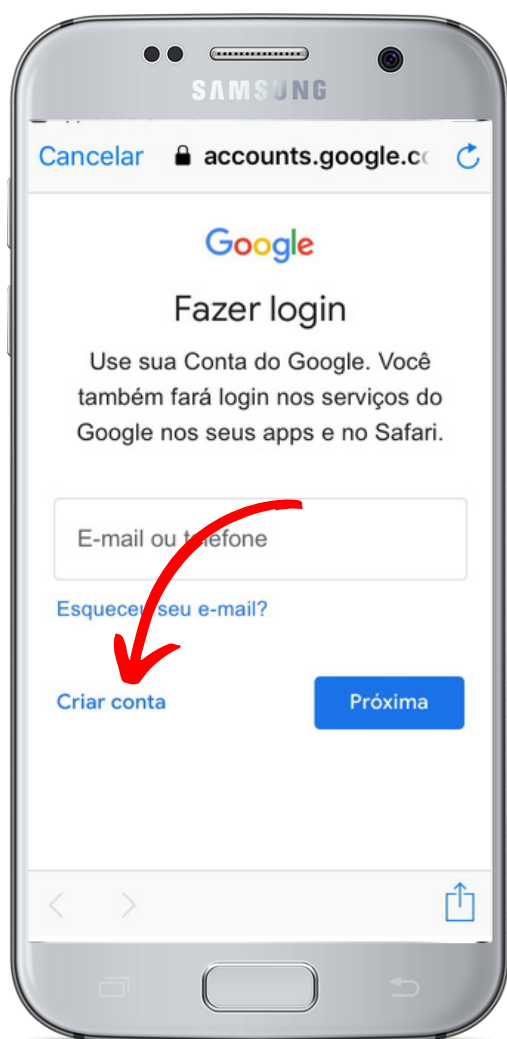 SAMSUNG
Cancelar accounts.google.c
Google
Fazer login
Use sua Conta do Google. Você
também fará login nos serviços do
Google nos seus apps e no Safari.
E-mail ou telefone
Esqueceu seu e-mail?
Criar conta Próxima